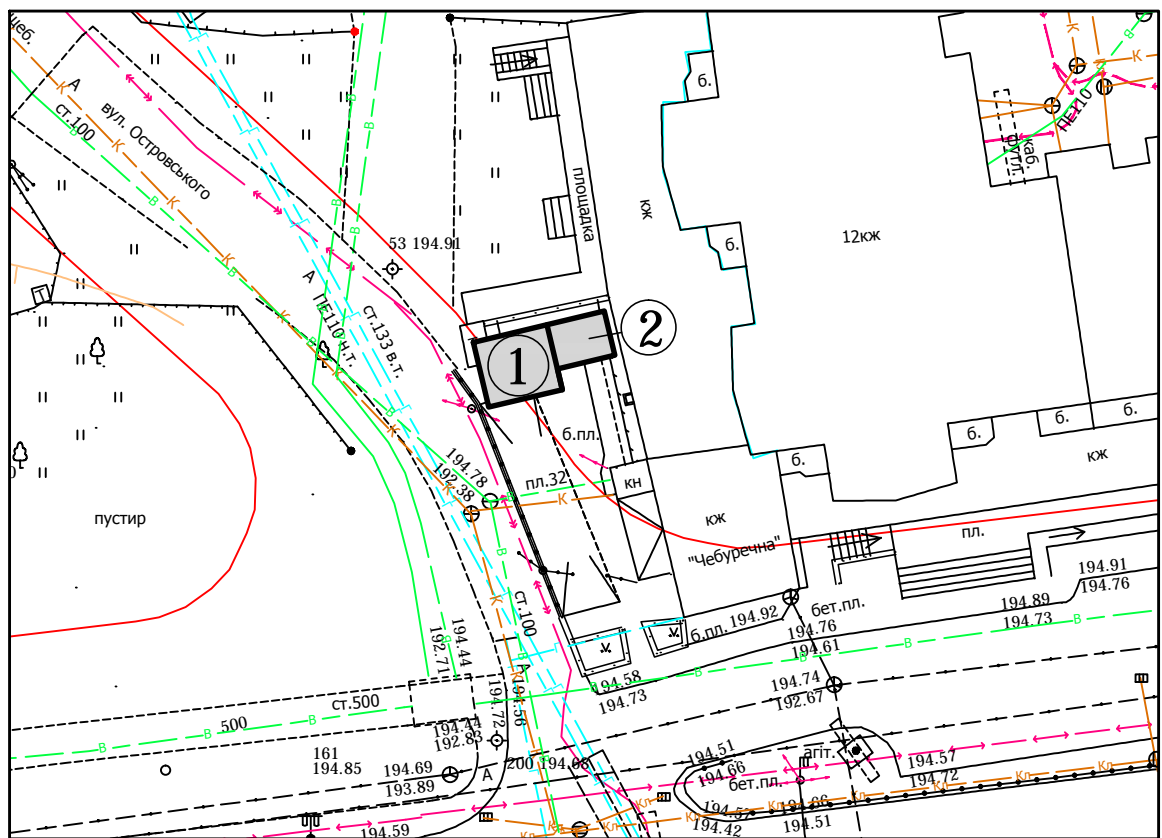 щеб.
А
вул. Островського
ст.100
К
В
б.
К
В
ПЕ110
каб.
футл.
площадка
кж
12кж
б.
53 194.91
А ПЕ110 н.т.
ст.133 в.т.
1
2
б.пл.
194.78
192.38
пл.32
кн
б.
б.
б.
б.
кж
пустир
кж
"Чебуречна"
пл.
194.91
194.76
194.89
194.73
бет.пл.
194.92
б.пл.
194.76
194.61
ст.100
А
194.44
192.71
194.58
194.73
194.74
192.67
ст.500
500
194.72
194.56
194.44
192.83
161
194.85
194.69
193.89
А
200 194.68
194.51
194.66
агіт.
бет.пл.
194.57
194.72
Кл
194.59
194.42
194.51